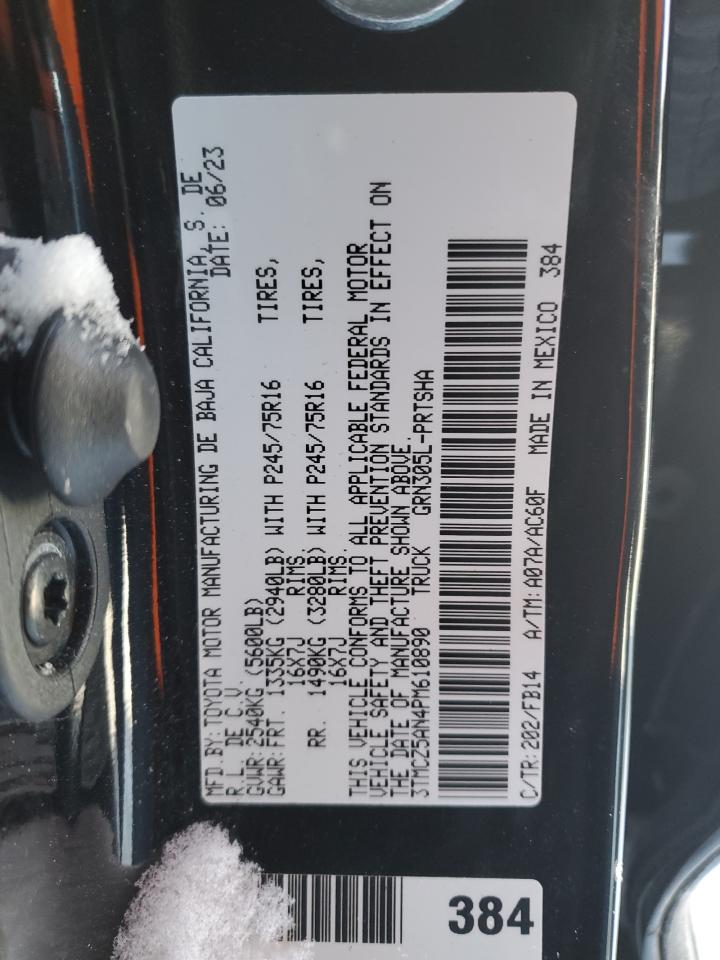 MFD.BY:TOYOTA MOTOR MANUFACTURING DE BAJA CALIFORNIA, S. DE
R.L. DE C.V. DATE: 06/23
GVWR:2540KG (5600LB)
GAWR:FRT. 1335KG (2940LB) WITH P245/75R16 TIRES,
16X7J RIMS.
RR. 1490KG (3280LB) WITH P245/75R16 TIRES,
16X7J RIMS.
THIS VEHICLE CONFORMS TO ALL APPLICABLE FEDERAL MOTOR
VEHICLE SAFETY AND THEFT PREVENTION STANDARDS IN EFFECT ON
THE DATE OF MANUFACTURE SHOWN ABOVE.
3TMCZ5AN4PM610890 TRUCK GRN305L-PRTSHA
C/TR:202/FB14 A/TM:A07A/AC60F MADE IN MEXICO 384
384